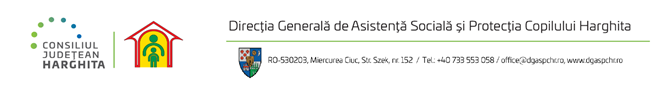 CONSILIUL
JUDEȚEAN
HARGHITA
Direcția Generală de Asistență Socială și Protecția Copilului Harghita
RO-530203, Miercurea Ciuc, Str. Szek, nr. 152 / Tel.: +40 733 553 058 / office@dgaspchr.ro, www.dgaspchr.ro